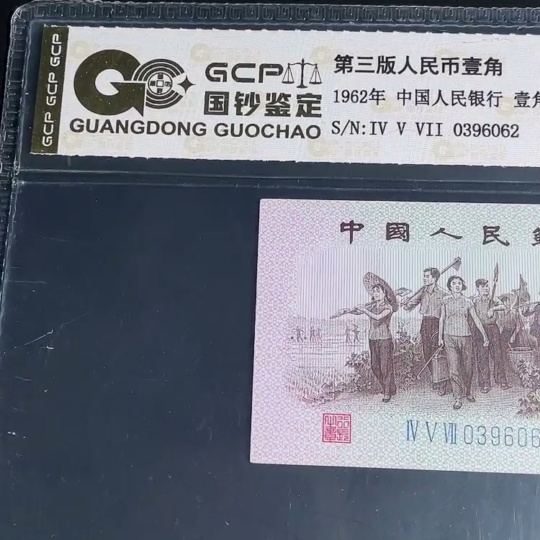 GCP GCP GCP
GCP
国钞鉴定
GUANGDONG GUOCHAO
第三版人民币壹角
1962年 中国人民银行 壹角
S/N:IV V VII 0396062
中國人民
IV V VII 039606